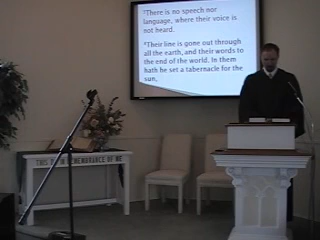 ³There is no speech nor
language, where their voice is
not heard.
⁴Their line is gone out through
all the earth, and their words to
the end of the world. In them
hath he set a tabernacle for the
sun,
THIS DO IN REMEMBRANCE OF ME